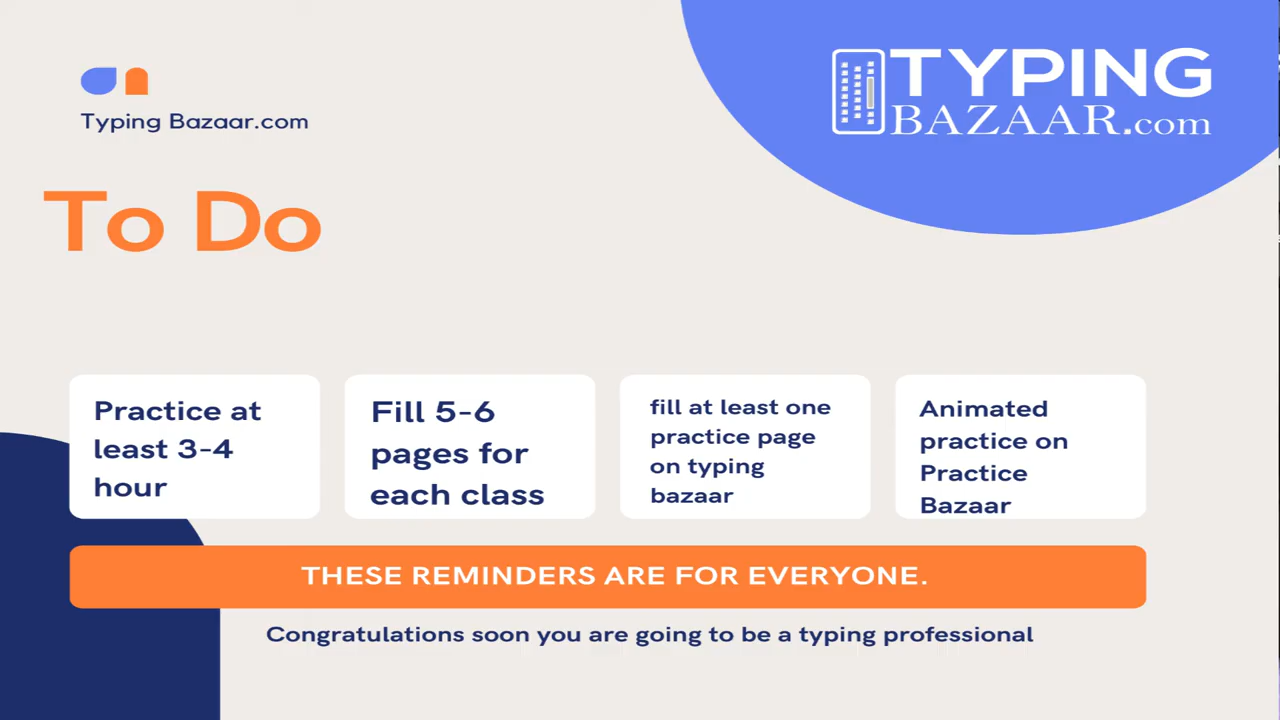 Typing Bazaar.com
TYPING
BAZAAR.com
To Do
Practice at
least 3-4
hour
Fill 5-6
pages for
each class
fill at least one
practice page
on typing
bazaar
Animated
practice on
Practice
Bazaar
THESE REMINDERS ARE FOR EVERYONE.
Congratulations soon you are going to be a typing professional